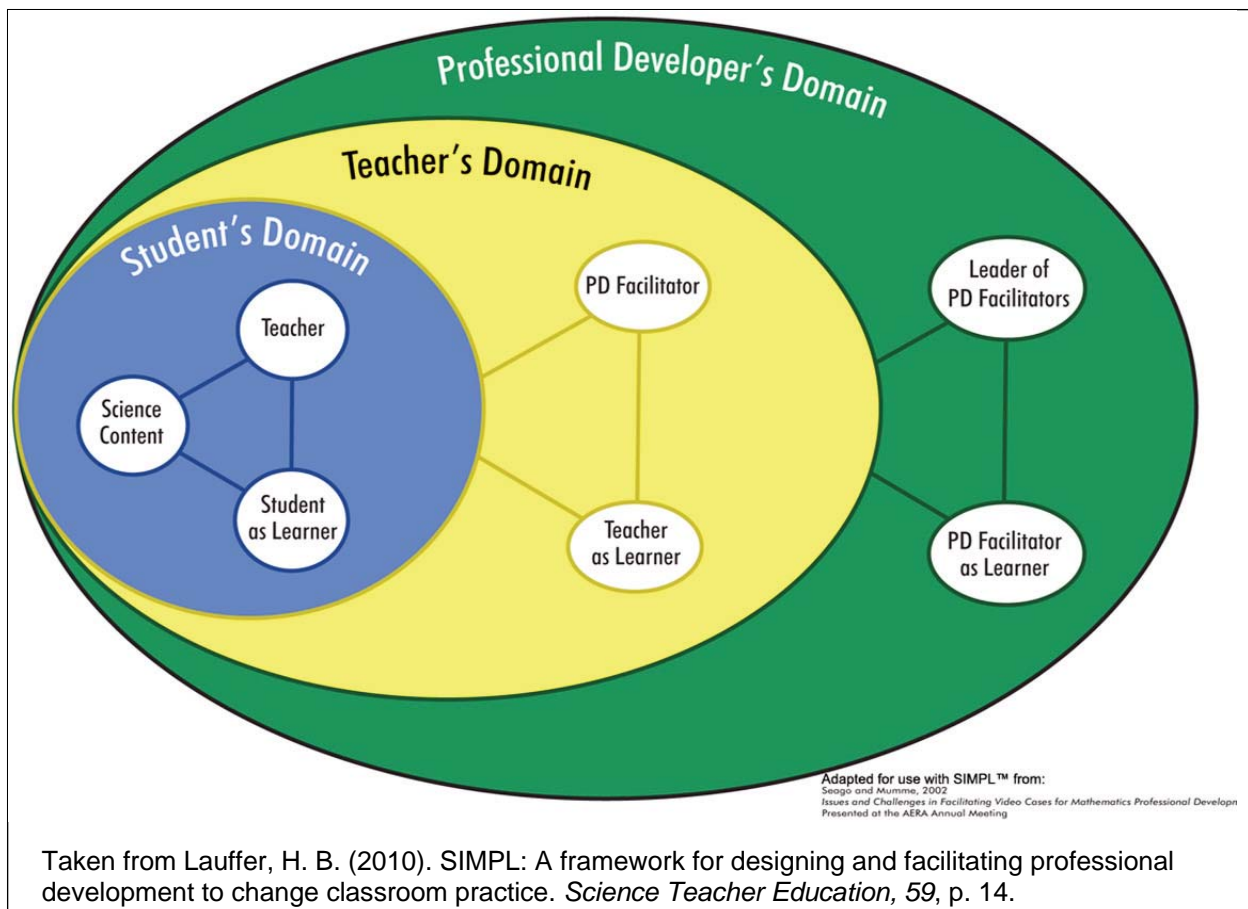 Professional Developer's Domain
Teacher's Domain
Student's Domain
Teacher
Science
Content
Student
as Learner
PD Facilitator
Teacher
as Learner
Leader of
PD Facilitators
PD Facilitator
as Learner
Adapted for use with SIMPL™ from:
Seago and Mumme, 2002
Issues and Challenges in Facilitating Video Cases for Mathematics Professional Developm
Presented at the AERA Annual Meeting
Taken from Lauffer, H. B. (2010). SIMPL: A framework for designing and facilitating professional
development to change classroom practice. Science Teacher Education, 59, p. 14.